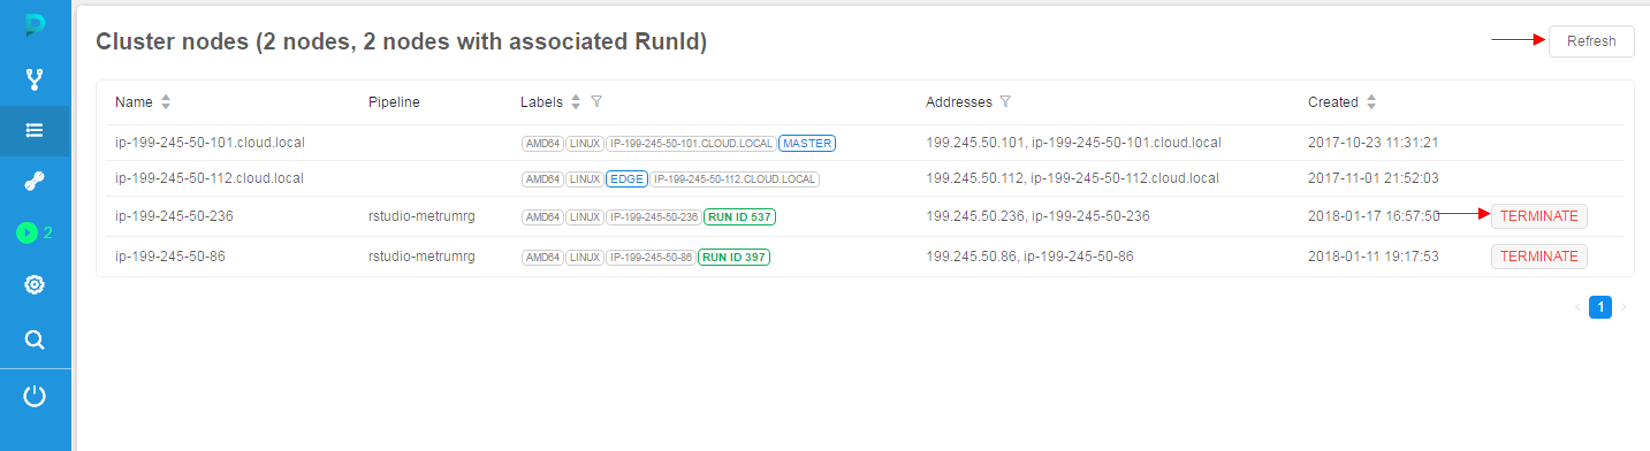 Cluster nodes (2 nodes, 2 nodes with associated RunId)
Refresh
Name Pipeline Labels Addresses Created
ip-199-245-50-101.cloud.local AMD64 LINUX IP-199-245-50-101.CLOUD.LOCAL MASTER 199.245.50.101, ip-199-245-50-101.cloud.local 2017-10-23 11:31:21
ip-199-245-50-112.cloud.local AMD64 LINUX EDGE IP-199-245-50-112.CLOUD.LOCAL 199.245.50.112, ip-199-245-50-112.cloud.local 2017-11-01 21:52:03
ip-199-245-50-236 rstudio-metrumrg AMD64 LINUX IP-199-245-50-236 RUN ID 537 199.245.50.236, ip-199-245-50-236 2018-01-17 16:57:50 TERMINATE
2
ip-199-245-50-86 rstudio-metrumrg AMD64 LINUX IP-199-245-50-86 RUN ID 397 199.245.50.86, ip-199-245-50-86 2018-01-11 19:17:53 TERMINATE
< 1 >